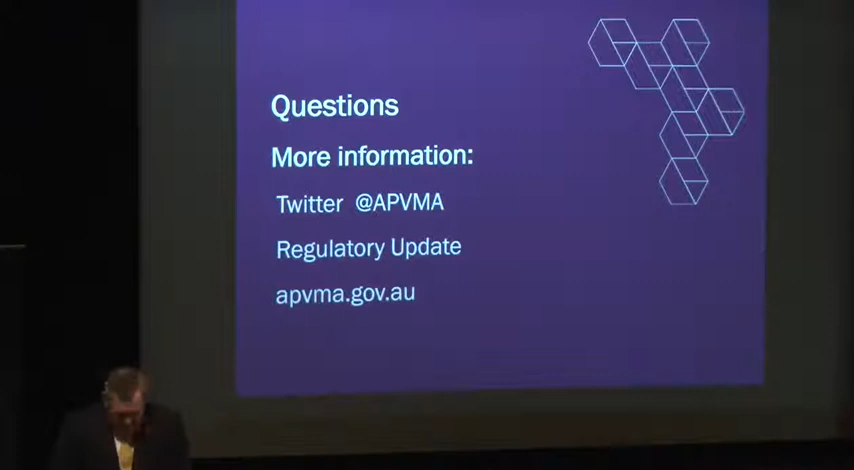 Questions
More information:
Twitter @APVMA
Regulatory Update
apvma.gov.au